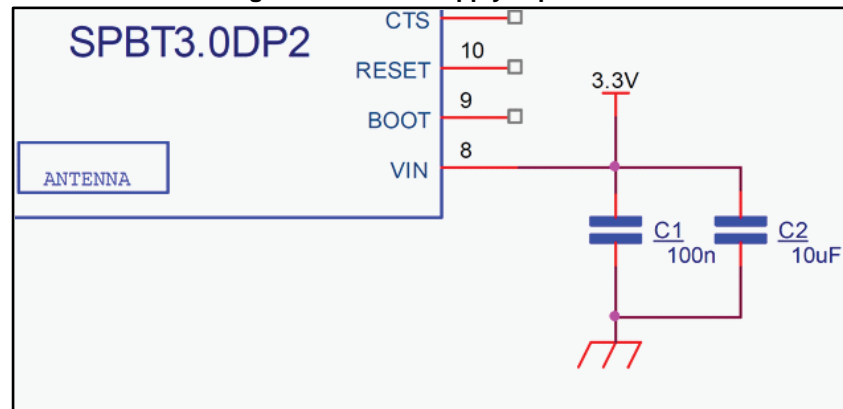 CTS
SPBT3.0DP2
RESET
10
3.3V
BOOT
9
VIN
8
ANTENNA
C1
100n
C2
10uF